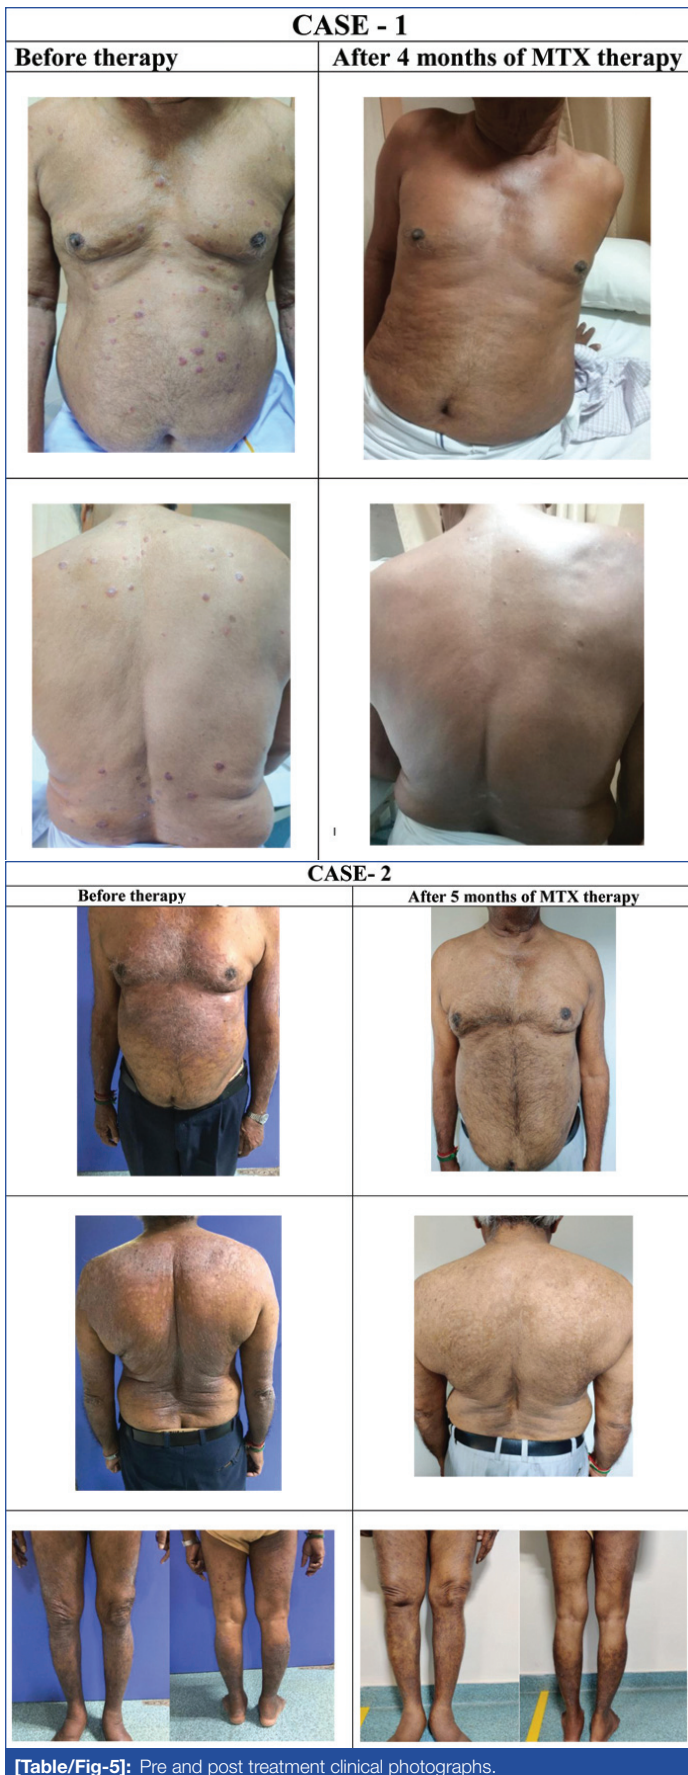 CASE - 1
Before therapy
After 4 months of MTX therapy
CASE- 2
Before therapy
After 5 months of MTX therapy
[Table/Fig-5]: Pre and post treatment clinical photographs.